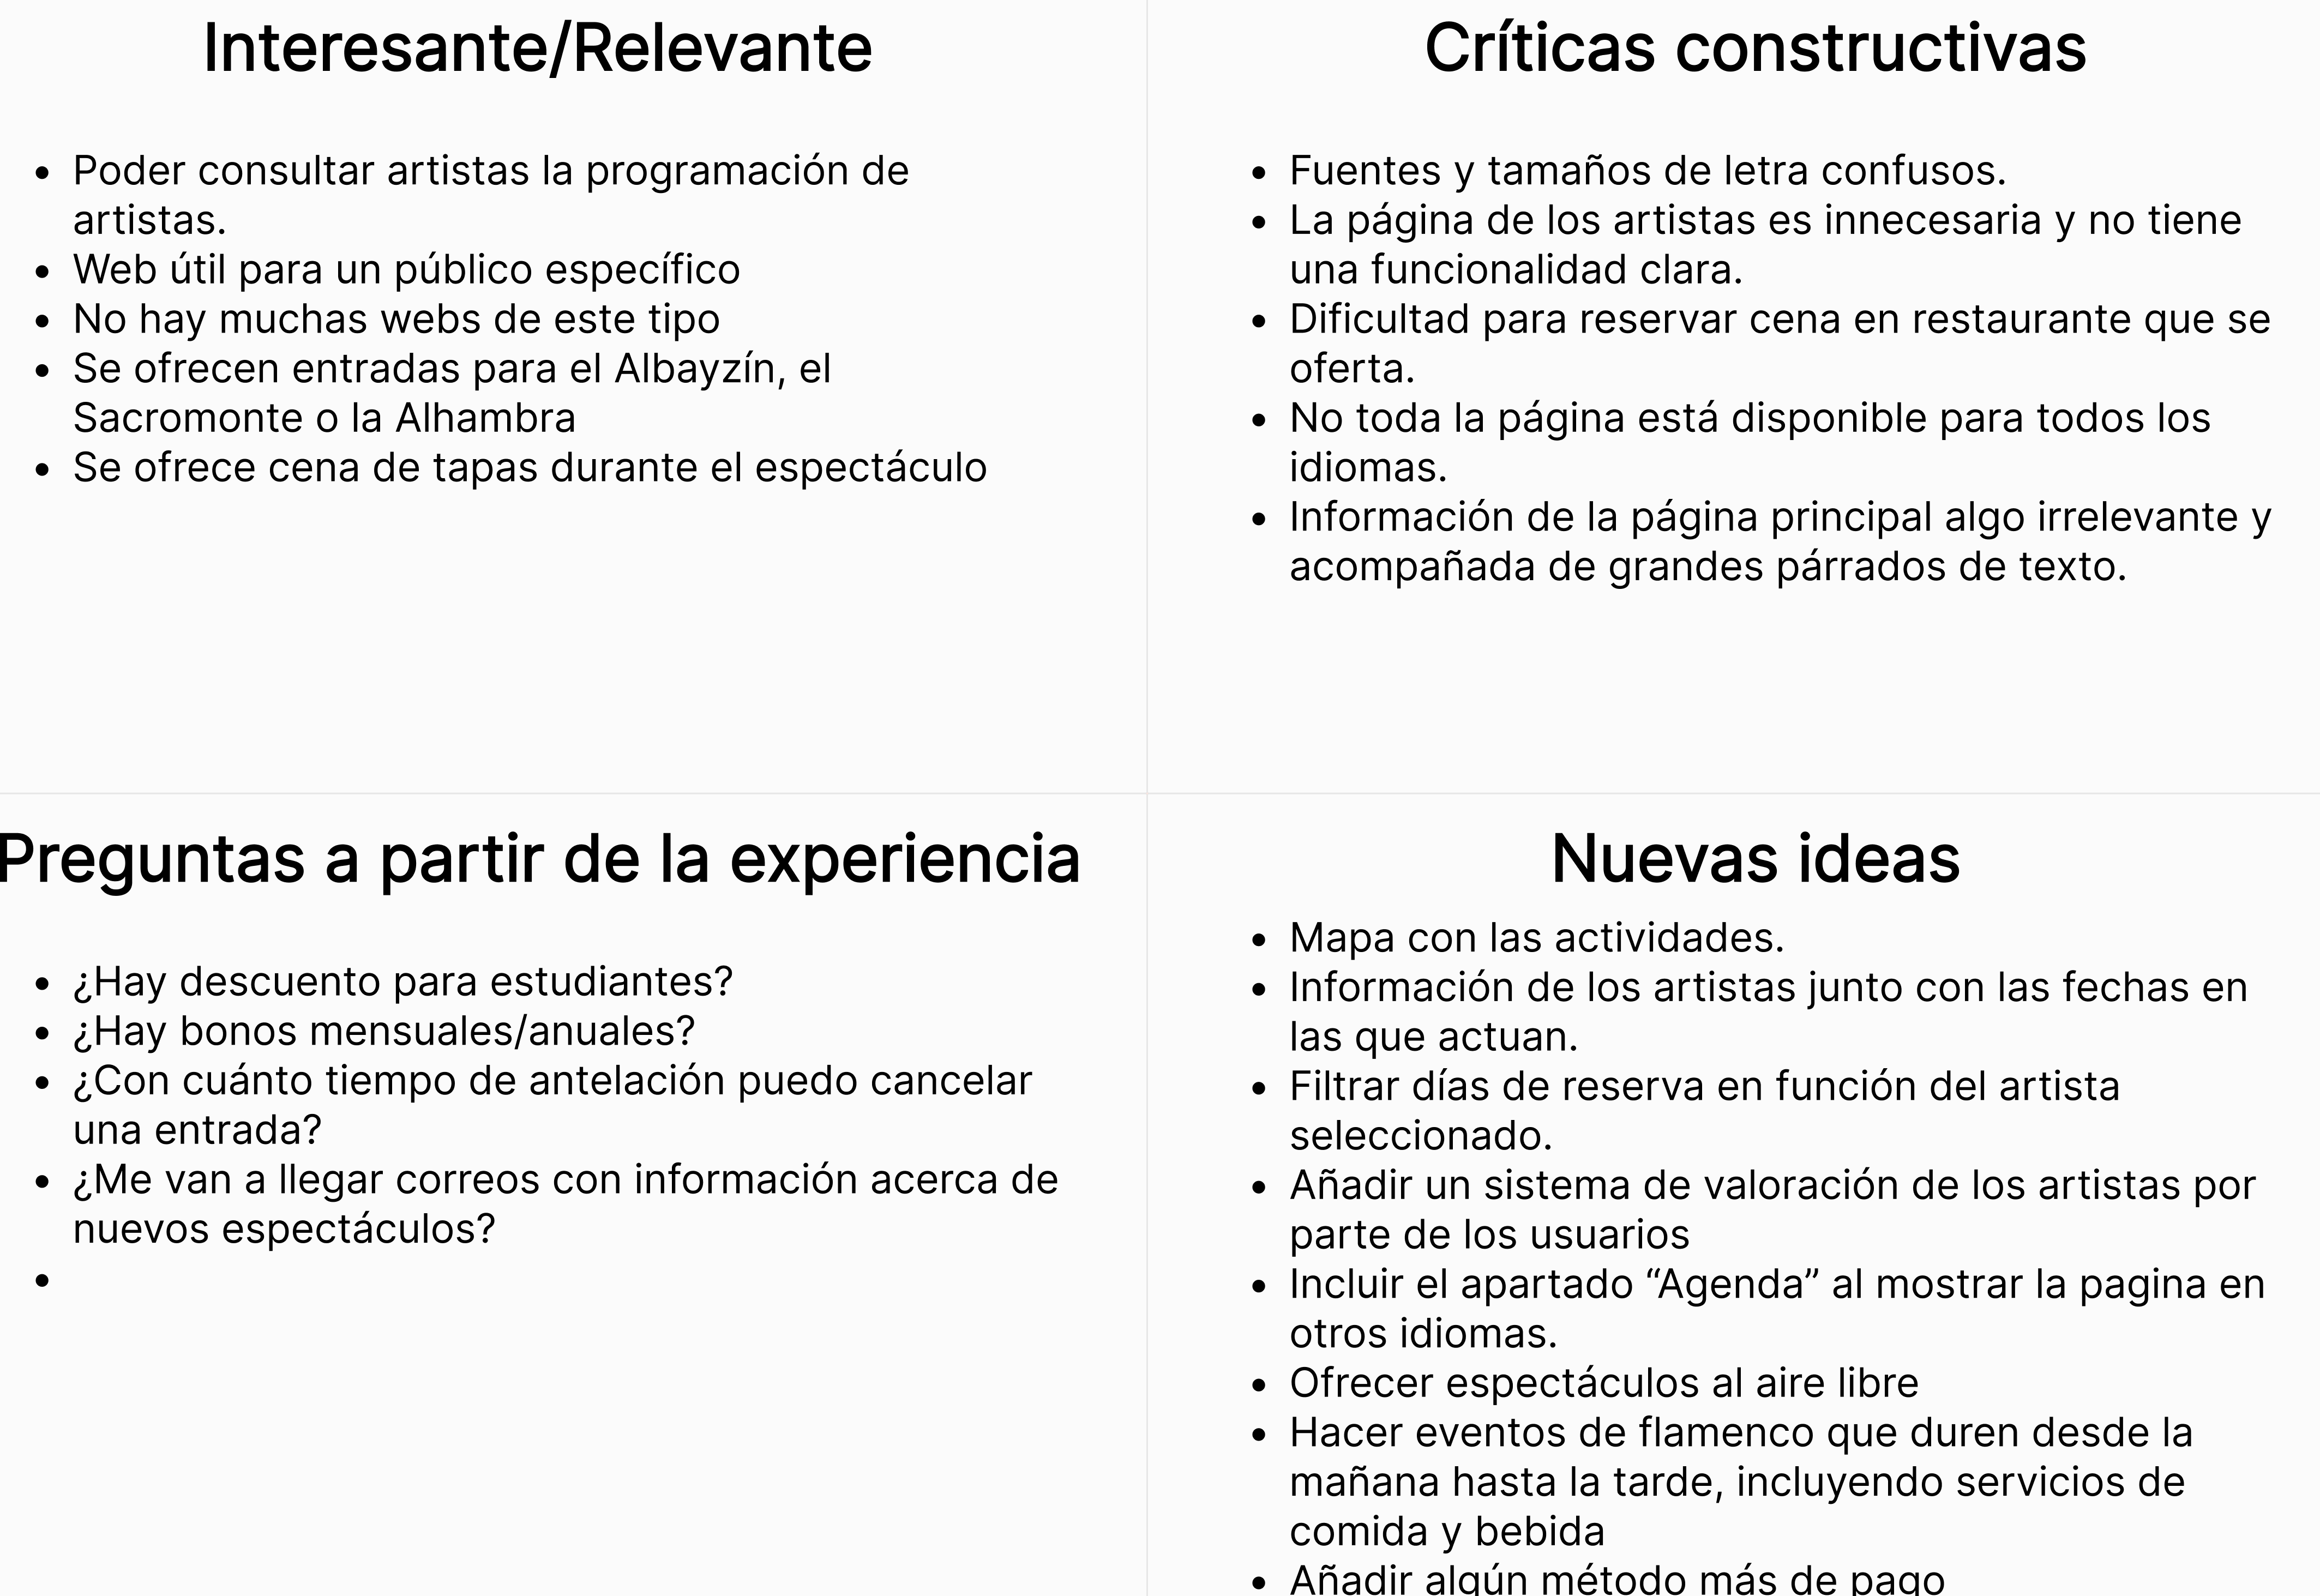 Interesante/Relevante
• Poder consultar artistas la programación de
artistas.
• Web útil para un público específico
• No hay muchas webs de este tipo
• Se ofrecen entradas para el Albayzín, el
Sacromonte o la Alhambra
• Se ofrece cena de tapas durante el espectáculo
Críticas constructivas
• Fuentes y tamaños de letra confusos.
• La página de los artistas es innecesaria y no tiene
una funcionalidad clara.
• Dificultad para reservar cena en restaurante que se
oferta.
• No toda la página está disponible para todos los
idiomas.
• Información de la página principal algo irrelevante y
acompañada de grandes párrados de texto.
Preguntas a partir de la experiencia
• ¿Hay descuento para estudiantes?
• ¿Hay bonos mensuales/anuales?
• ¿Con cuánto tiempo de antelación puedo cancelar
una entrada?
• ¿Me van a llegar correos con información acerca de
nuevos espectáculos?
•
Nuevas ideas
• Mapa con las actividades.
• Información de los artistas junto con las fechas en
las que actuan.
• Filtrar días de reserva en función del artista
seleccionado.
• Añadir un sistema de valoración de los artistas por
parte de los usuarios
• Incluir el apartado “Agenda” al mostrar la pagina en
otros idiomas.
• Ofrecer espectáculos al aire libre
• Hacer eventos de flamenco que duren desde la
mañana hasta la tarde, incluyendo servicios de
comida y bebida
• Añadir algún método más de pago